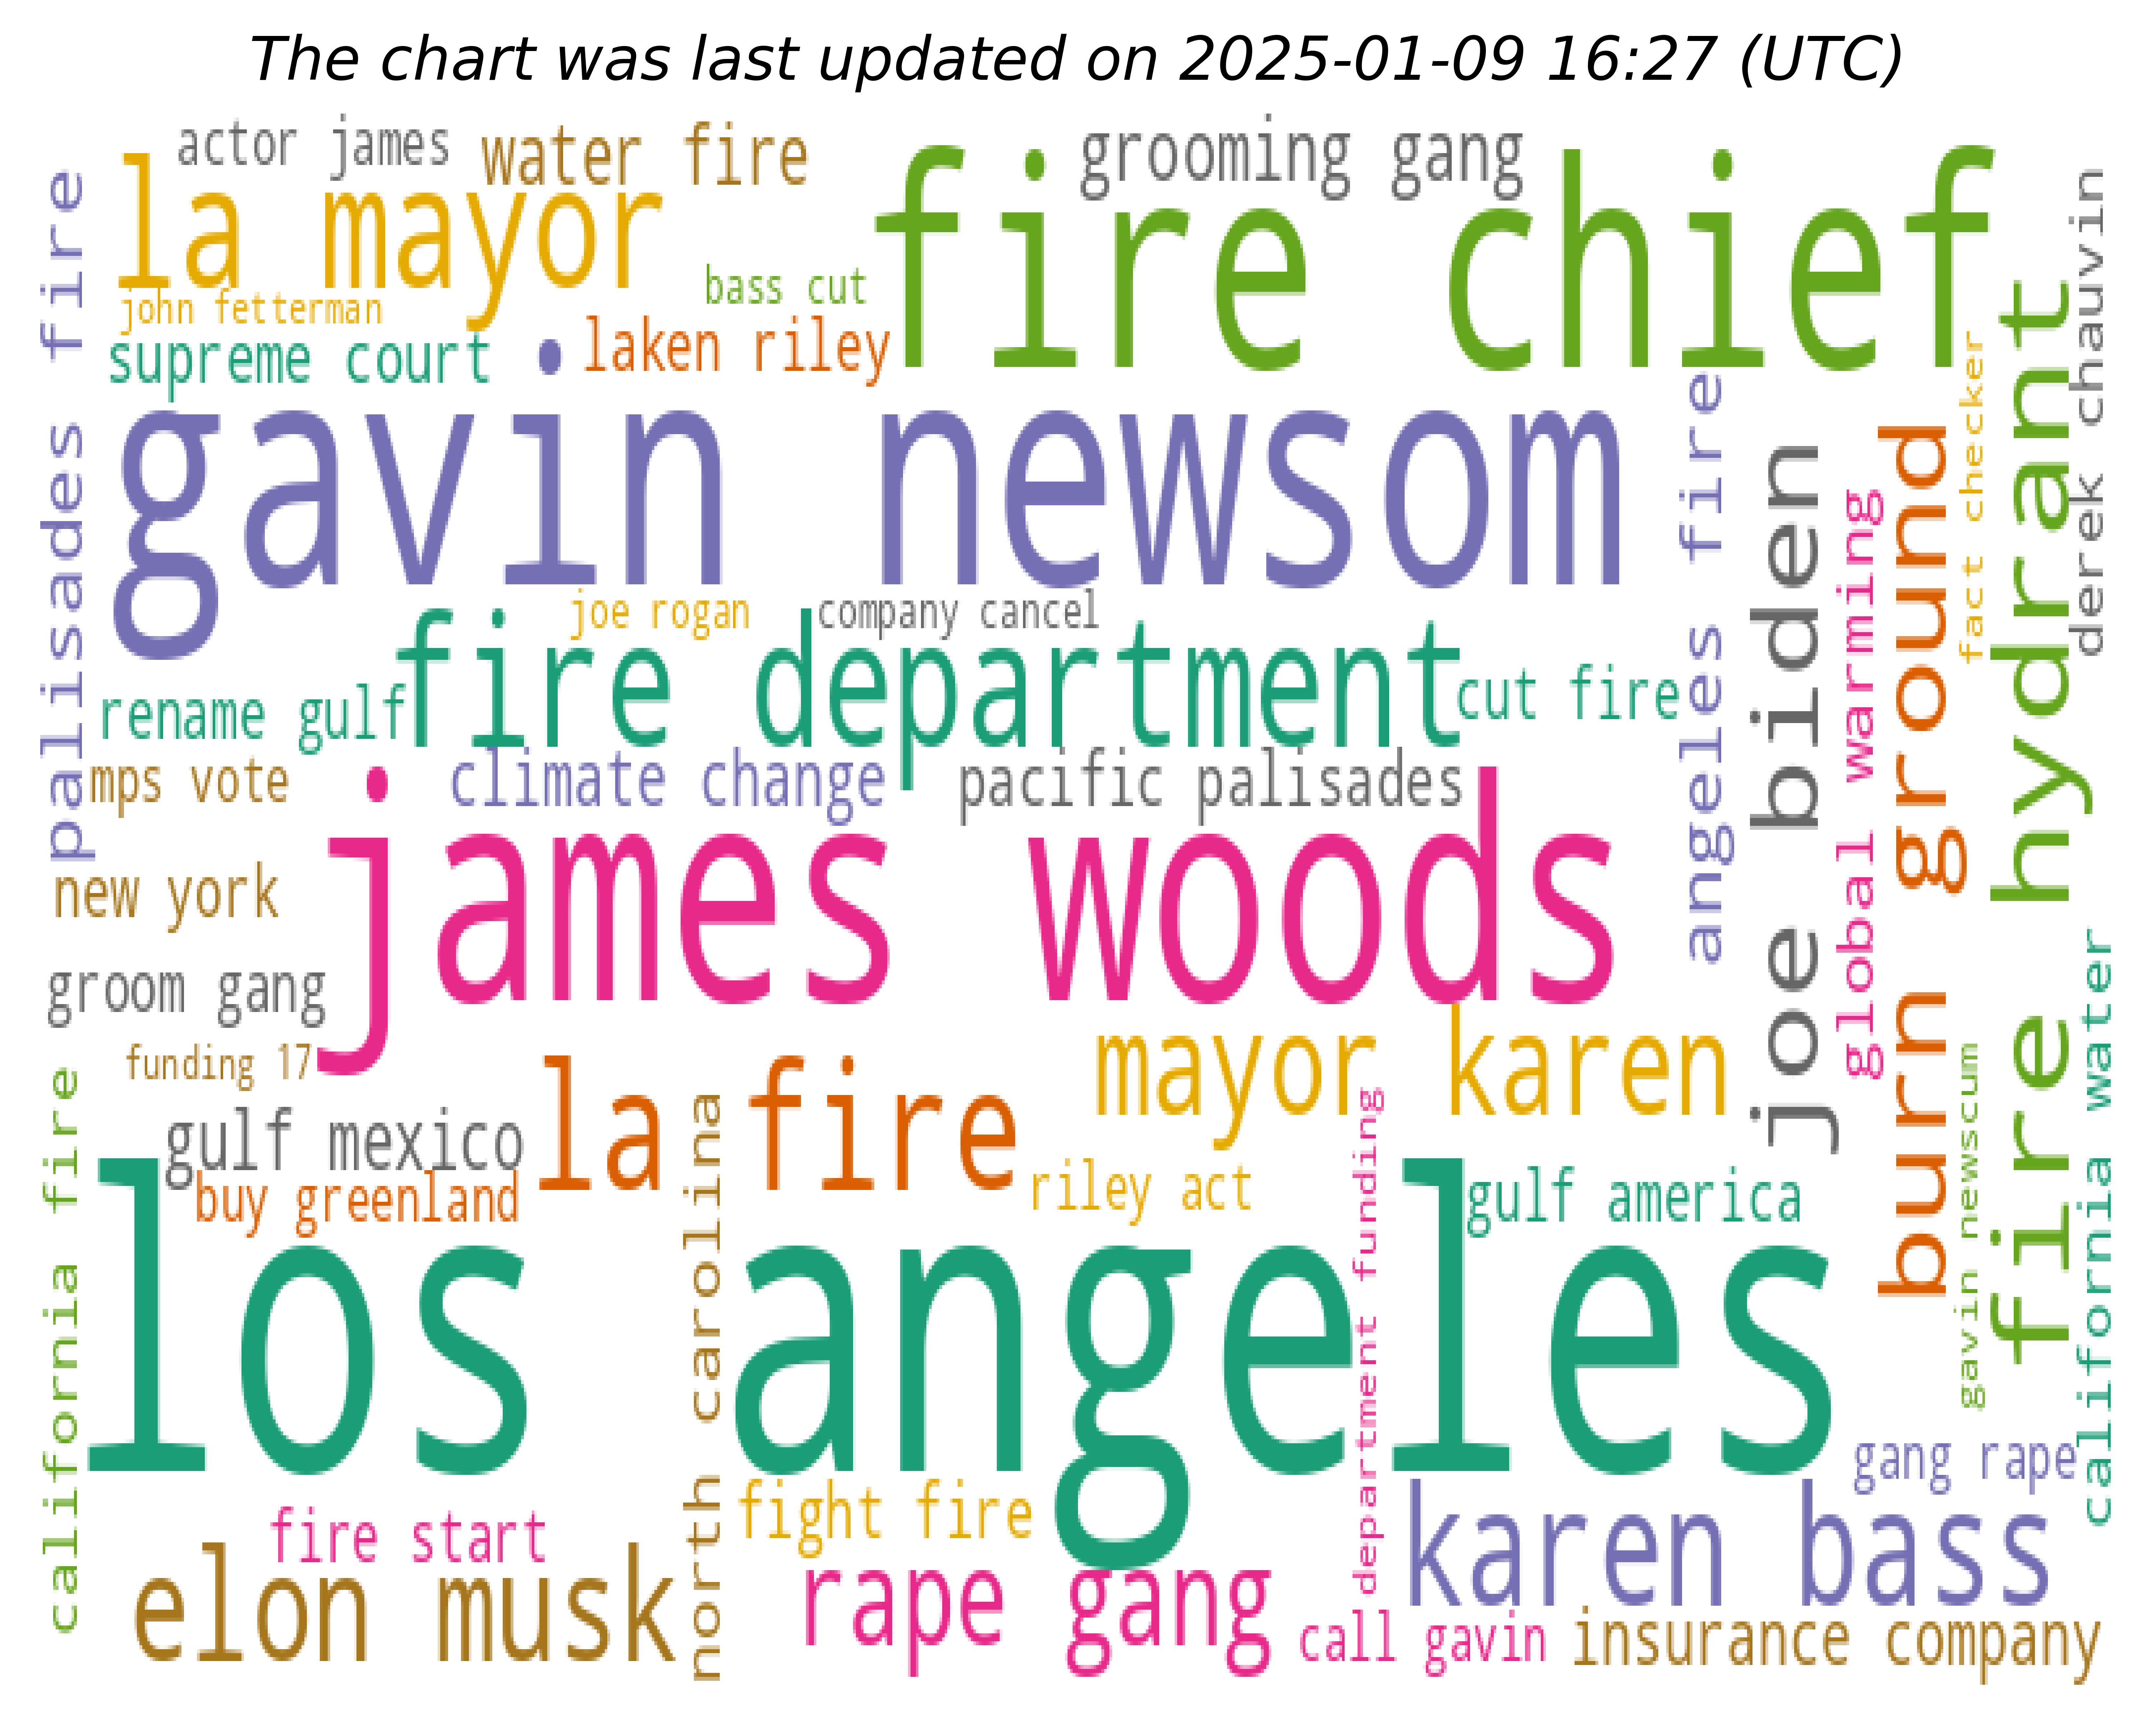 The chart was last updated on 2025-01-09 16:27 (UTC)
actor james
water fire
grooming gang
la mayor
fire chief
bass cut
john fetterman
supreme court
laken riley
palisades fire
derek chauvin
gavin newsom
angeles fire
joe biden
global warming
burn ground
fact checker
fire hydrant
joe rogan
company cancel
fire department
rename gulf
cut fire
mps vote
climate change
pacific palisades
james woods
new york
groom gang
funding 17
mayor karen
la fire
gulf mexico
buy greenland
riley act
gulf america
north carolina
department funding
gavin newscum
california water
california fire
los angeles
gang rape
fire start
fight fire
karen bass
elon musk
rape gang
call gavin
insurance company